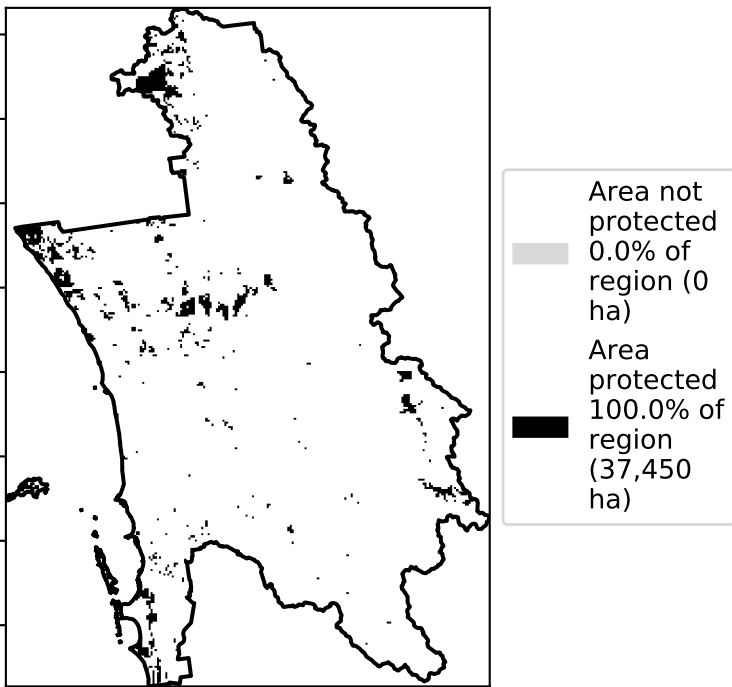 Area not
protected
0.0% of
region (0
ha)
Area
protected
100.0% of
region
(37,450
ha)